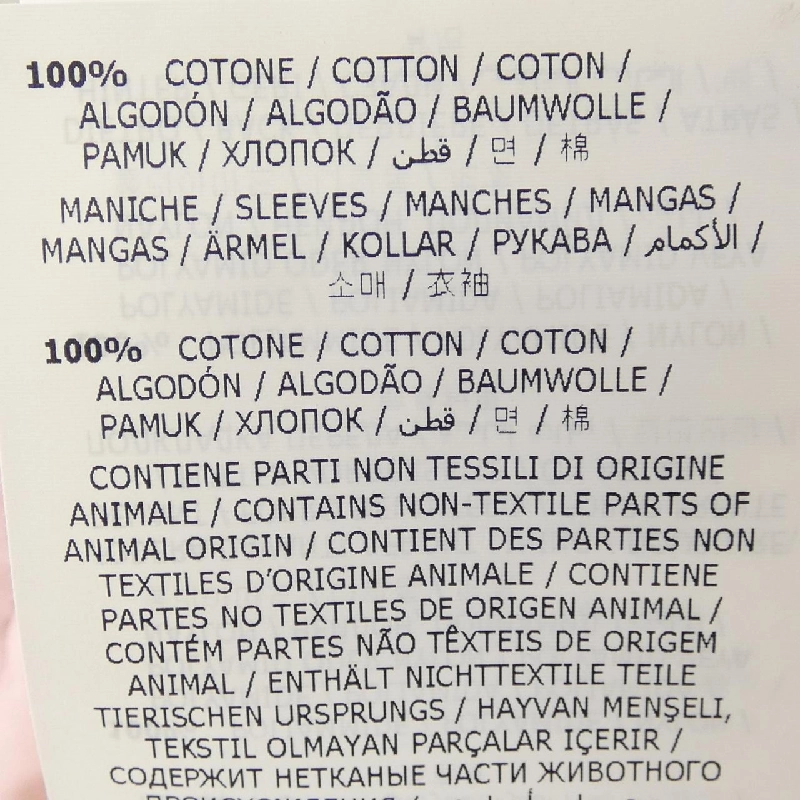 100% COTONE / COTTON / COTON /
ALGODÓN / ALGODÃO / BAUMWOLLE /
PAMUK / ХЛОПОК / قطن / 면 / 棉
MANICHE / SLEEVES / MANCHES / MANGAS /
MANGAS / ÄRMEL / KOLLAR / РУКАВА / الأكمام /
소매 / 衣袖
100% COTONE / COTTON / COTON /
ALGODÓN / ALGODÃO / BAUMWOLLE /
PAMUK / ХЛОПОК / قطن / 면 / 棉
CONTIENE PARTI NON TESSILI DI ORIGINE
ANIMALE / CONTAINS NON-TEXTILE PARTS OF
ANIMAL ORIGIN / CONTIENT DES PARTIES NON
TEXTILES D'ORIGINE ANIMALE / CONTIENE
PARTES NO TEXTILES DE ORIGEN ANIMAL /
CONTÉM PARTES NÃO TÊXTEIS DE ORIGEM
ANIMAL / ENTHÄLT NICHTTEXTILE TEILE
TIERISCHEN URSPRUNGS / HAYVAN MENŞELI,
TEKSTIL OLMAYAN PARÇALAR IÇERIR /
СОДЕРЖИТ НЕТКАНЫЕ ЧАСТИ ЖИВОТНОГО